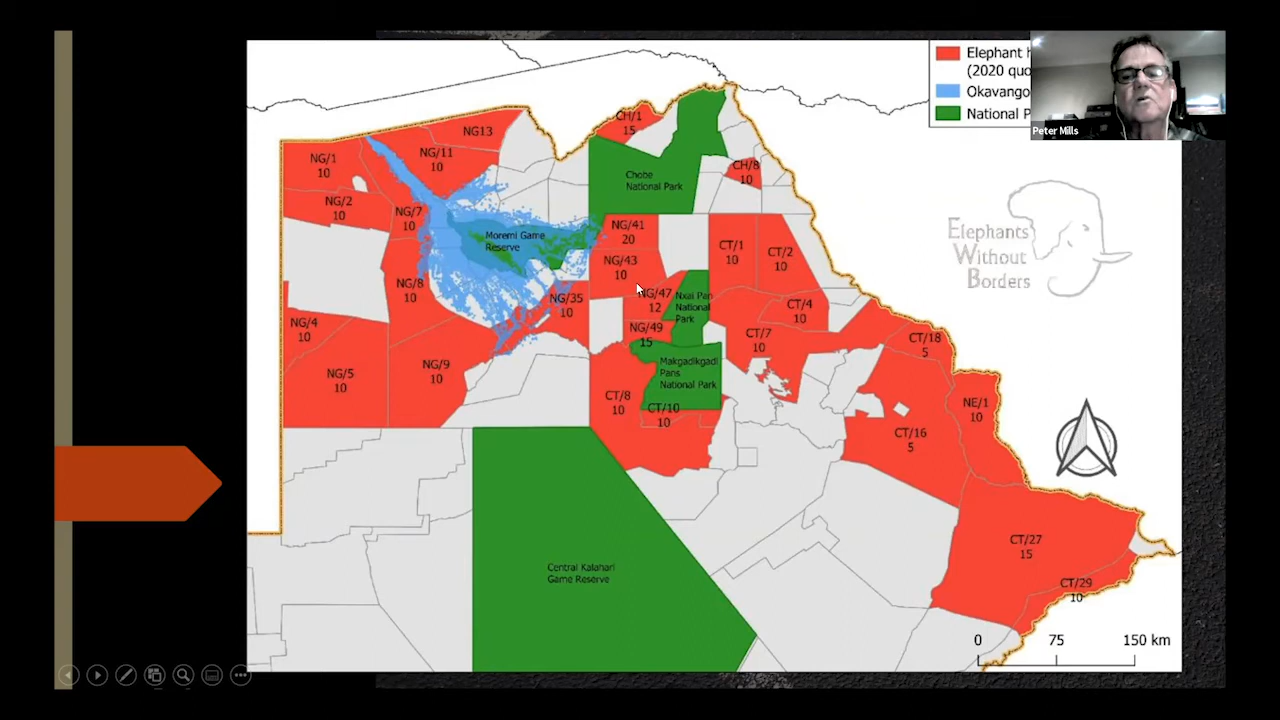 Elephant
(2020 quo
Okavango
National P
Peter Mills
CH/1
15
NG13
NG/11
10
NG/1
10
CH/8
10
Chobe
National Park
NG/2
10
NG/7
10
NG/41
20
Moremi Game
Reserve
CT/1
10
CT/2
10
Elephants
Without
Borders
NG/43
10
NG/8
10
NG/35
10
NG/47
12
Nxai Pan
National
Park
CT/4
10
NG/4
10
NG/49
15
CT/7
10
CT/18
5
NG/5
10
NG/9
10
Makgadikgadi
Pans
National Park
CT/8
10
CT/10
10
NE/1
10
CT/16
5
CT/27
15
Central Kalahari
Game Reserve
CT/29
10
0 75 150 km